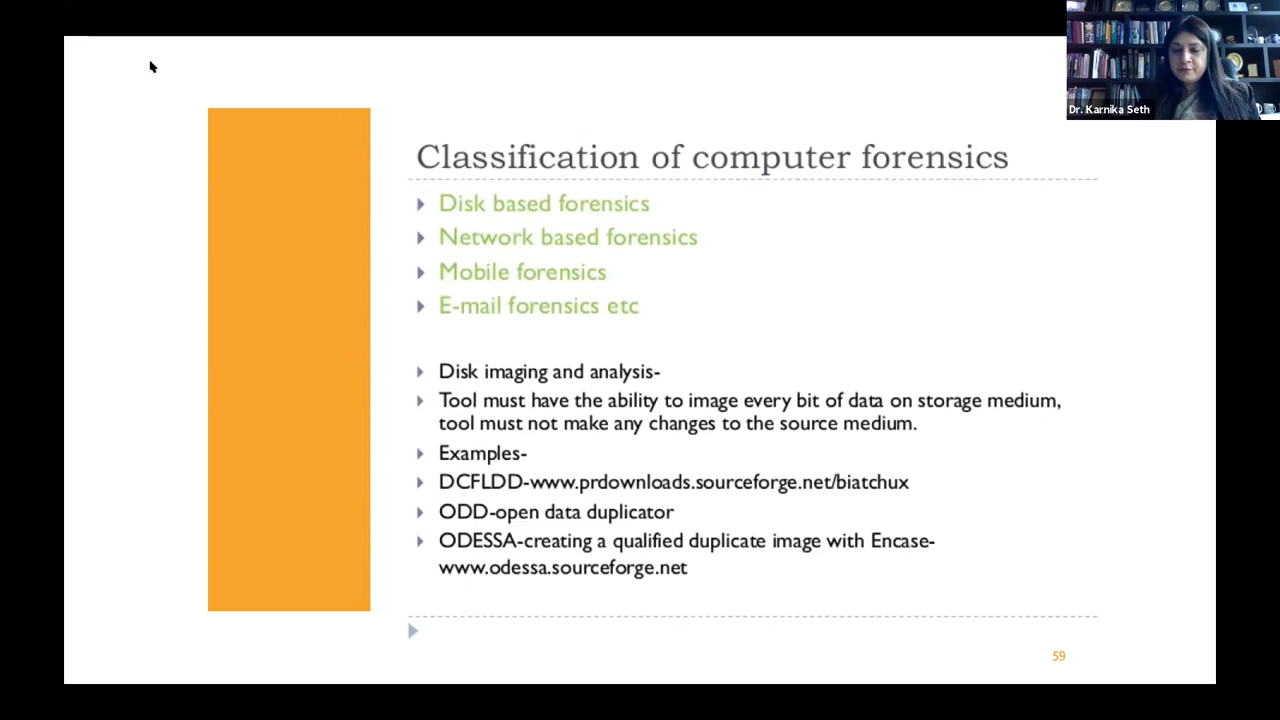 Dr. Karnika Seth
Classification of computer forensics
Disk based forensics
Network based forensics
Mobile forensics
E-mail forensics etc
Disk imaging and analysis-
Tool must have the ability to image every bit of data on storage medium,
tool must not make any changes to the source medium.
Examples-
DCFLDD-www.prdownloads.sourceforge.net/biatchux
ODD-open data duplicator
ODESSA-creating a qualified duplicate image with Encase-
www.odessa.sourceforge.net
59